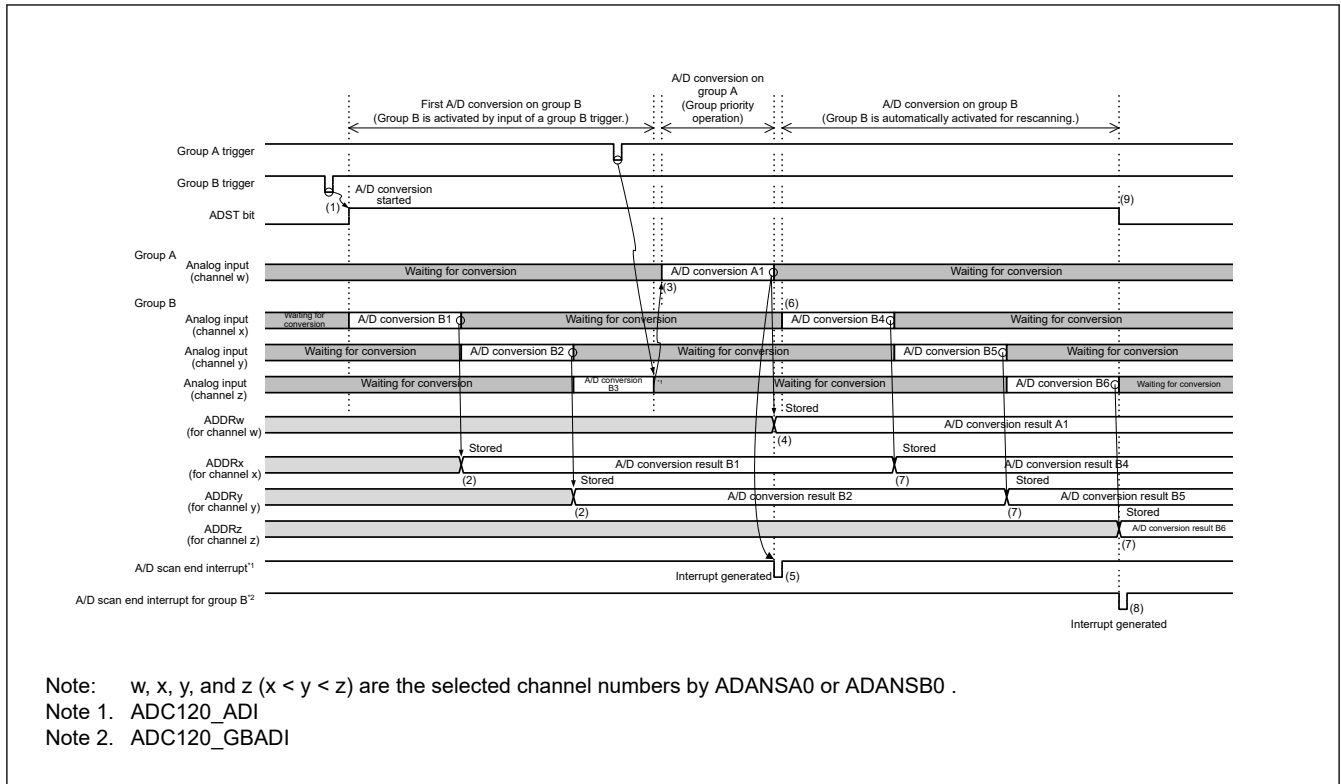 A/D conversion on
group A
(Group priority
operation)
First A/D conversion on group B
(Group B is activated by input of a group B trigger.)
A/D conversion on group B
(Group B is automatically activated for rescanning.)
Group A trigger
Group B trigger
A/D conversion
started
(1)
(9)
ADST bit
Group A
Analog input
(channel w)
Waiting for conversion
A/D conversion A1
Waiting for conversion
(3)
Group B
(6)
Analog input
(channel x)
Waiting for
conversion
A/D conversion B1
Waiting for conversion
A/D conversion B4
Waiting for conversion
Analog input
(channel y)
Waiting for conversion
A/D conversion B2
Waiting for conversion
A/D conversion B5
Waiting for conversion
Analog input
(channel z)
Waiting for conversion
A/D conversion
B3
*1
Waiting for conversion
A/D conversion B6
Waiting for conversion
Stored
ADDRw
(for channel w)
A/D conversion result A1
(4)
Stored
Stored
ADDRx
(for channel x)
A/D conversion result B1
A/D conversion result B4
(2)
(7)
Stored
Stored
ADDRy
(for channel y)
A/D conversion result B2
A/D conversion result B5
(2)
(7)
Stored
ADDRz
(for channel z)
A/D conversion result B6
(7)
A/D scan end interrupt*1
Interrupt generated
(5)
A/D scan end interrupt for group B*2
(8)
Interrupt generated
Note: w, x, y, and z (x < y < z) are the selected channel numbers by ADANSA0 or ADANSB0 .
Note 1. ADC120_ADI
Note 2. ADC120_GBADI